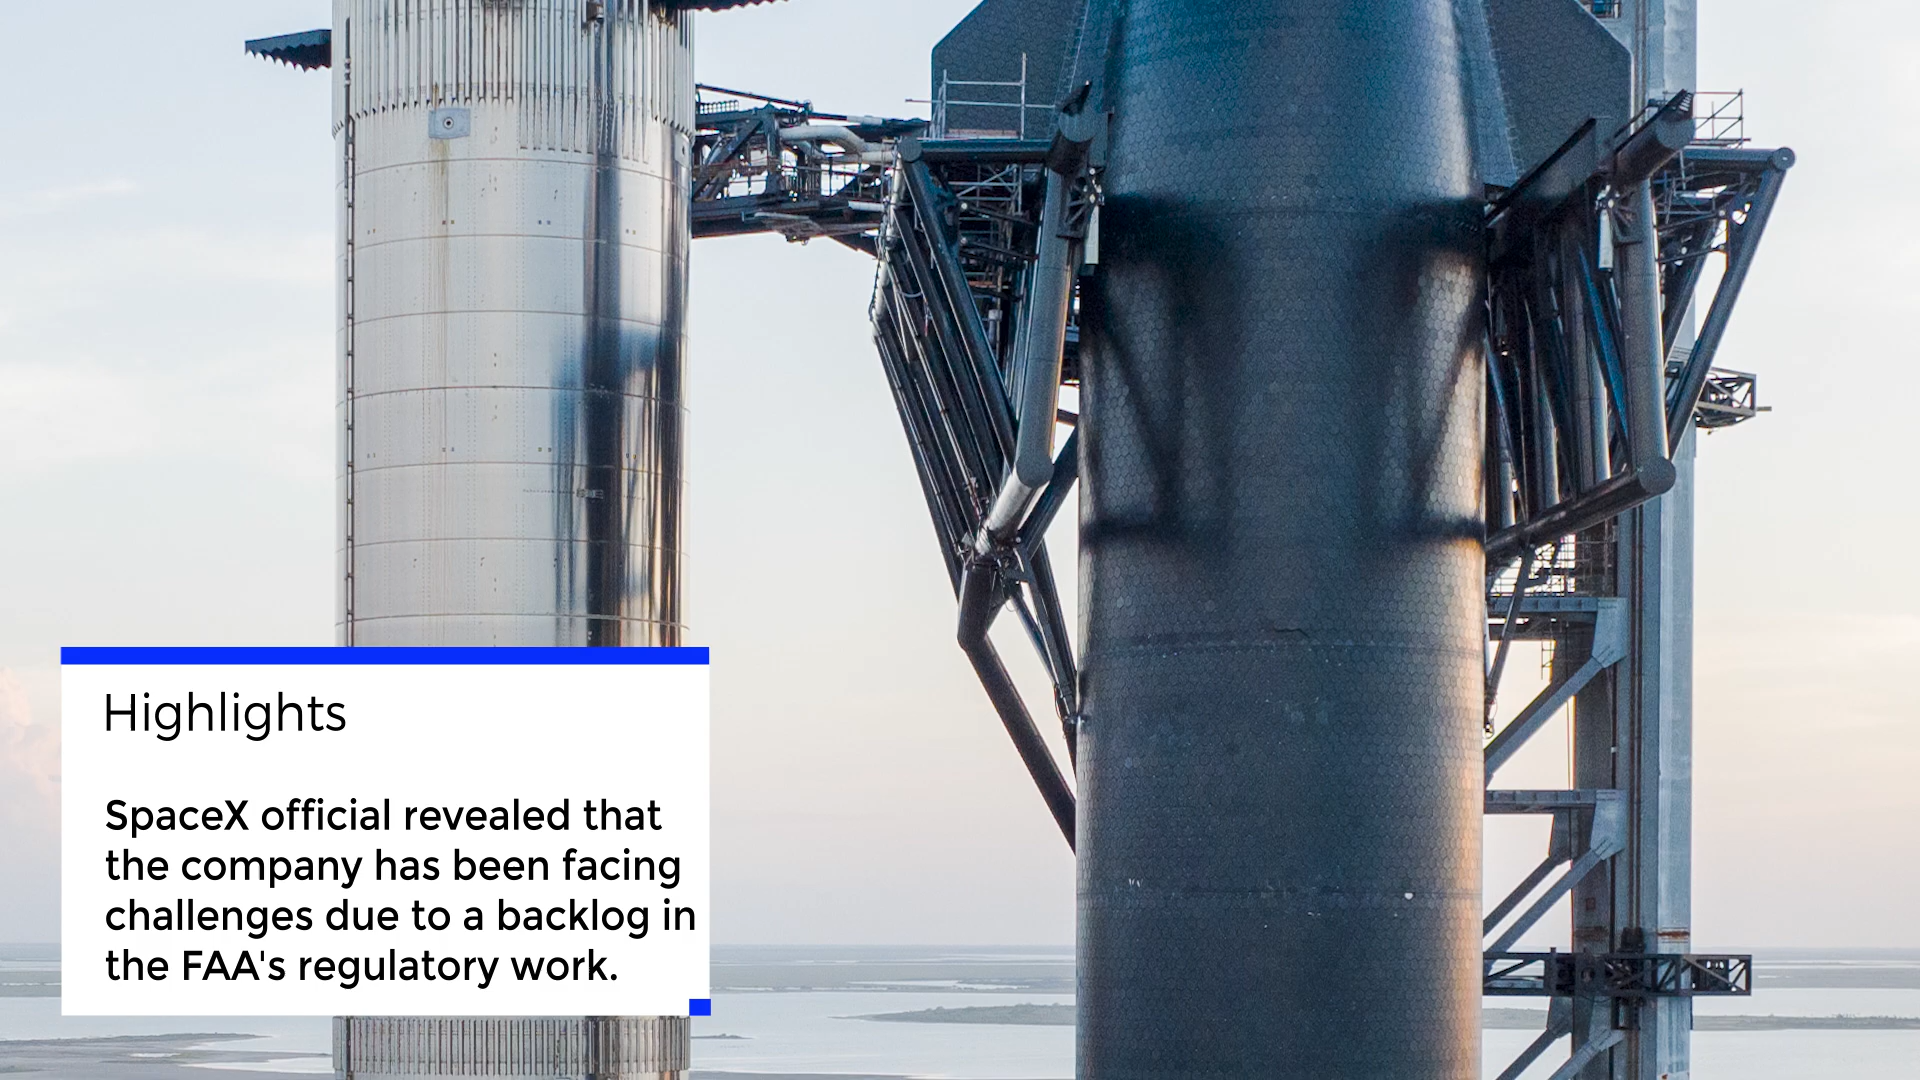 Highlights
SpaceX official revealed that
the company has been facing
challenges due to a backlog in
the FAA's regulatory work.